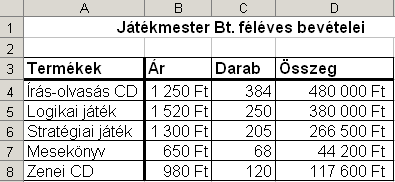 A B C D
1 Játékmester Bt. féléves bevételei
2
3 Termékek Ár Darab Összeg
4 Írás-olvasás CD 1 250 Ft 384 480 000 Ft
5 Logikai játék 1 520 Ft 250 380 000 Ft
6 Stratégiai játék 1 300 Ft 205 266 500 Ft
7 Mesekönyv 650 Ft 68 44 200 Ft
8 Zenei CD 980 Ft 120 117 600 Ft